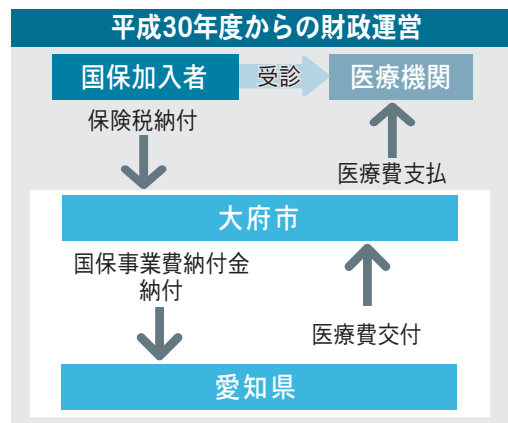 平成30年度からの財政運営
国保加入者
受診
医療機関
保険税納付
医療費支払
大府市
国保事業費納付金
納付
医療費交付
愛知県